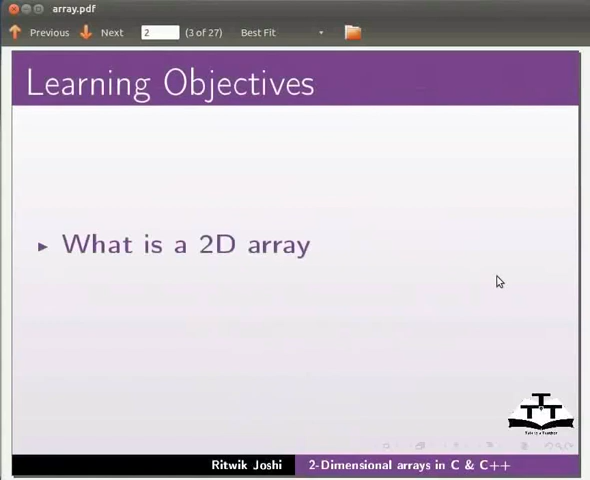 array.pdf
Previous Next 2 (3 of 27) Best Fit
Learning Objectives
What is a 2D array
Ritwik Joshi 2-Dimensional arrays in C & C++